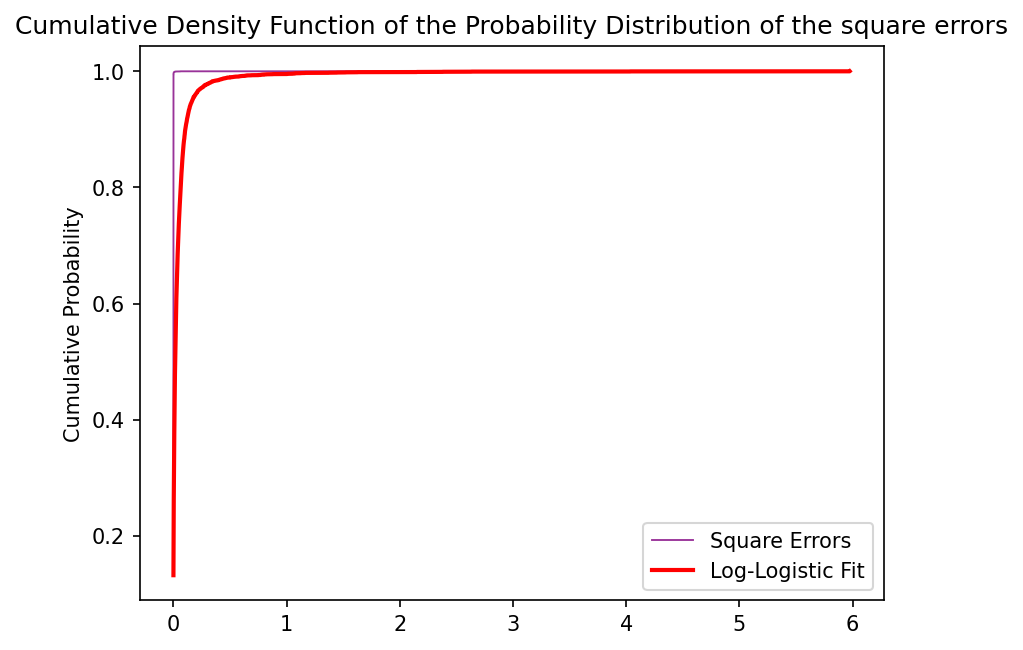 Cumulative Density Function of the Probability Distribution of the square errors
1.0
0.8
0.6
0.4
0.2
Cumulative Probability
Square Errors
Log-Logistic Fit
0 1 2 3 4 5 6